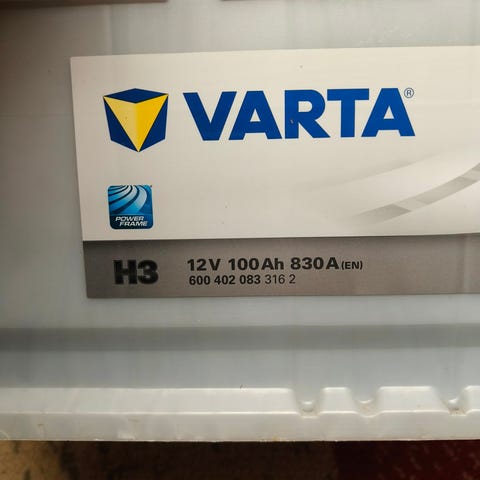 VARTA®
POWER
FRAME
H3 12V 100Ah 830A (EN)
600 402 083 316 2